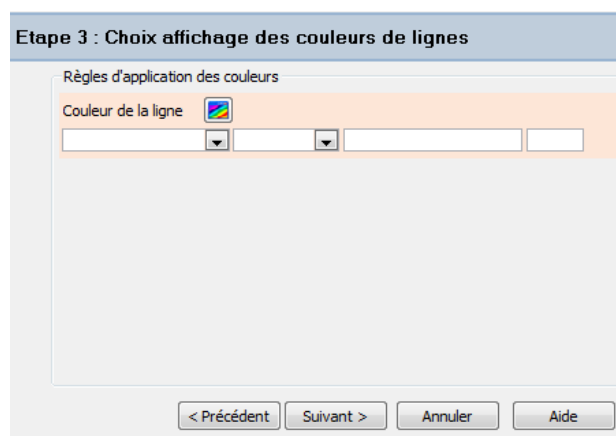 Etape 3 : Choix affichage des couleurs de lignes
Règles d'application des couleurs
Couleur de la ligne
< Précédent Suivant > Annuler Aide